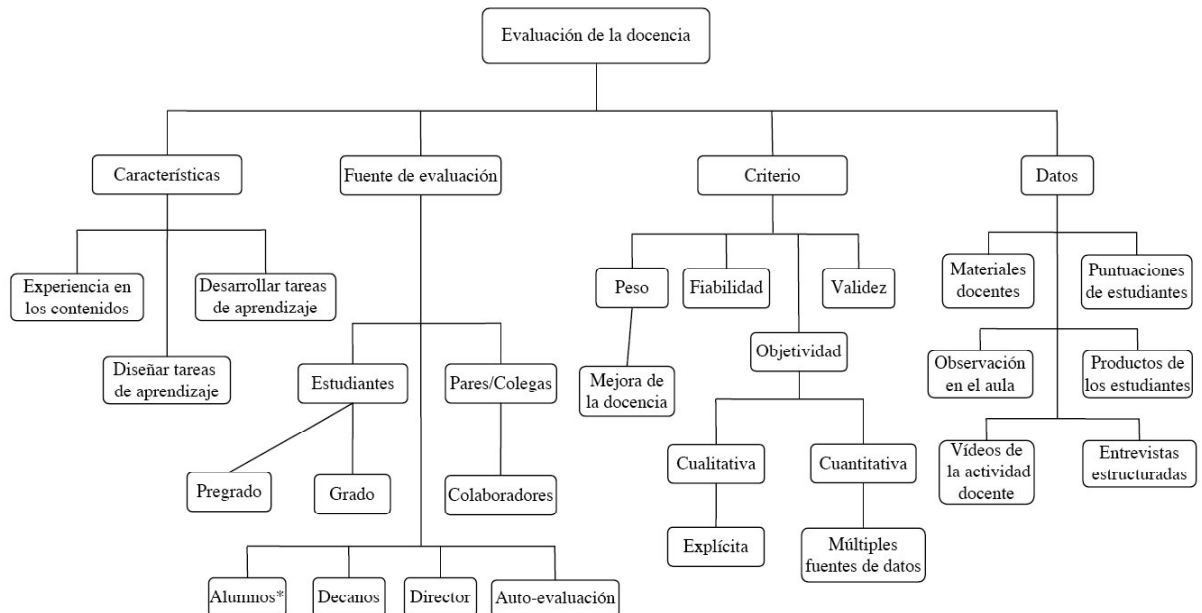 Evaluación de la docencia
Características
Fuente de evaluación
Criterio
Datos
Experiencia en
los contenidos
Desarrollar tareas
de aprendizaje
Diseñar tareas
de aprendizaje
Estudiantes
Pares/Colegas
Pregrado
Grado
Colaboradores
Alumnos*
Decanos
Director
Auto-evaluación
Peso
Fiabilidad
Validez
Objetividad
Mejora de
la docencia
Cualitativa
Cuantitativa
Explícita
Múltiples
fuentes de datos
Materiales
docentes
Puntuaciones
de estudiantes
Observación
en el aula
Productos de
los estudiantes
Vídeos de
la actividad
docente
Entrevistas
estructuradas